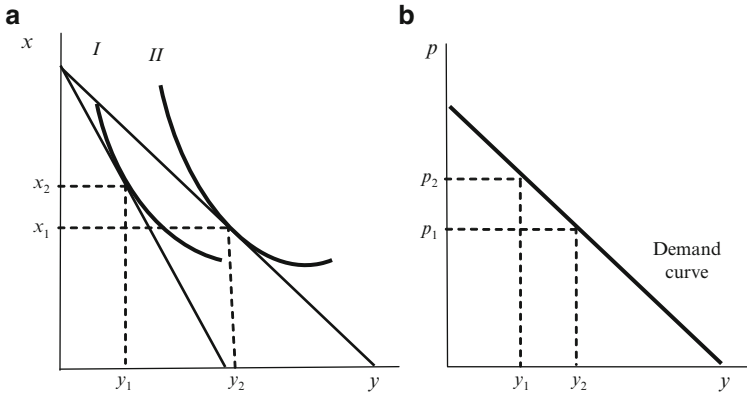 a
x
I
II
x₂
x₁
y₁
y₂
y
b
p
p₂
p₁
Demand
curve
y₁
y₂
y